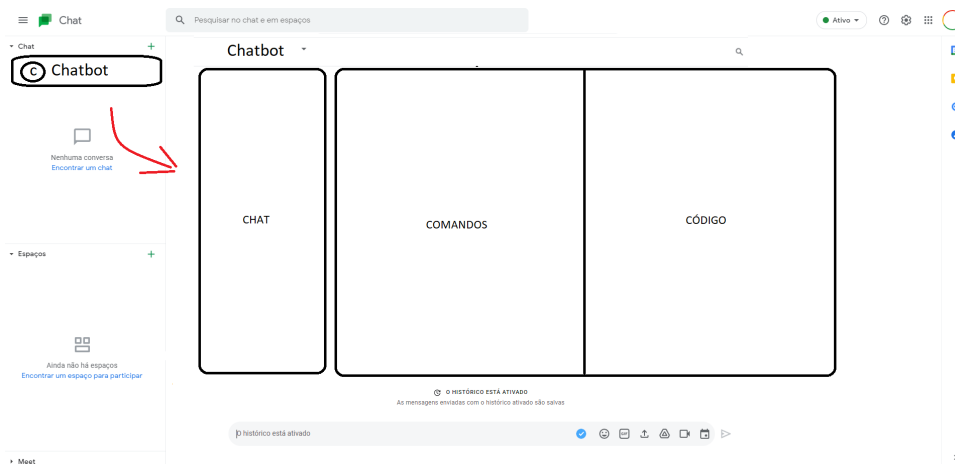 Chat
Pesquisar no chat e em espaços
Ativo
Chat
C Chatbot
Nenhuma conversa
Encontrar um chat
Espaços
Ainda não há espaços
Encontrar um espaço para participar
Meet
Chatbot
CHAT
COMANDOS
CÓDIGO
O HISTÓRICO ESTÁ ATIVADO
As mensagens enviadas com o histórico ativado são salvas
O histórico está ativado
GIF